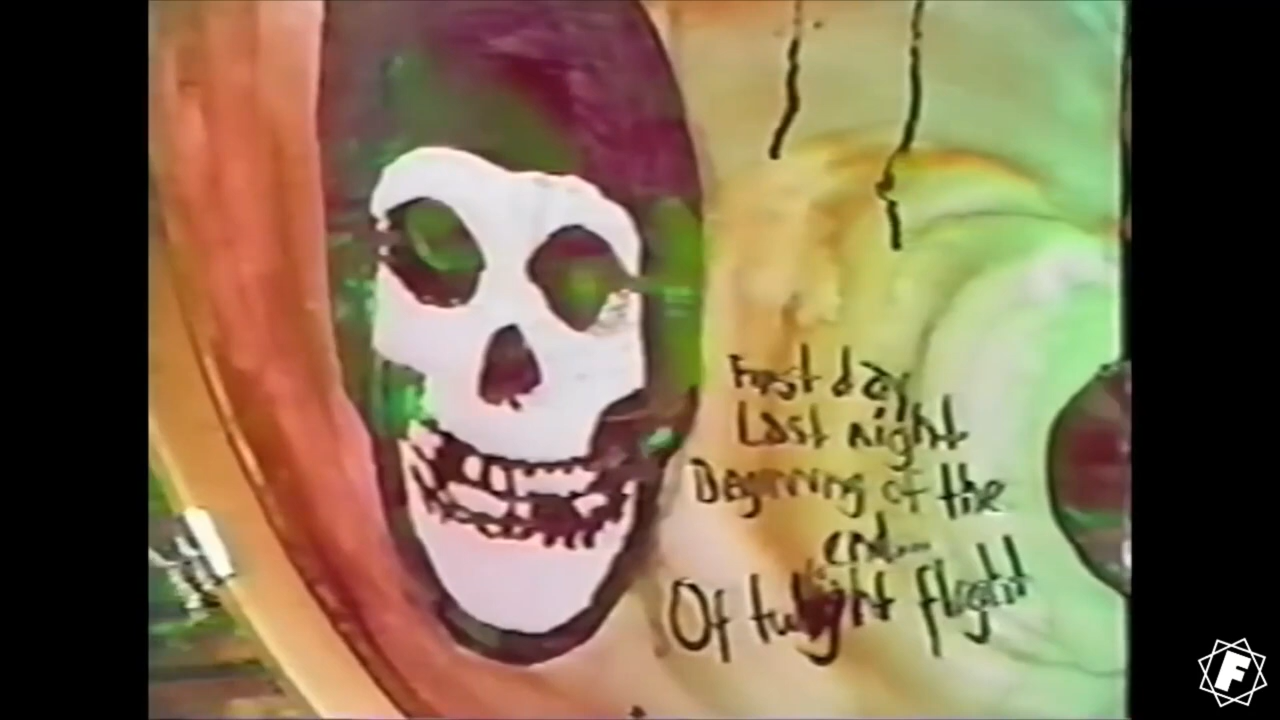 First day
Last night
Beginning of the
end...
Of twilight flight
F